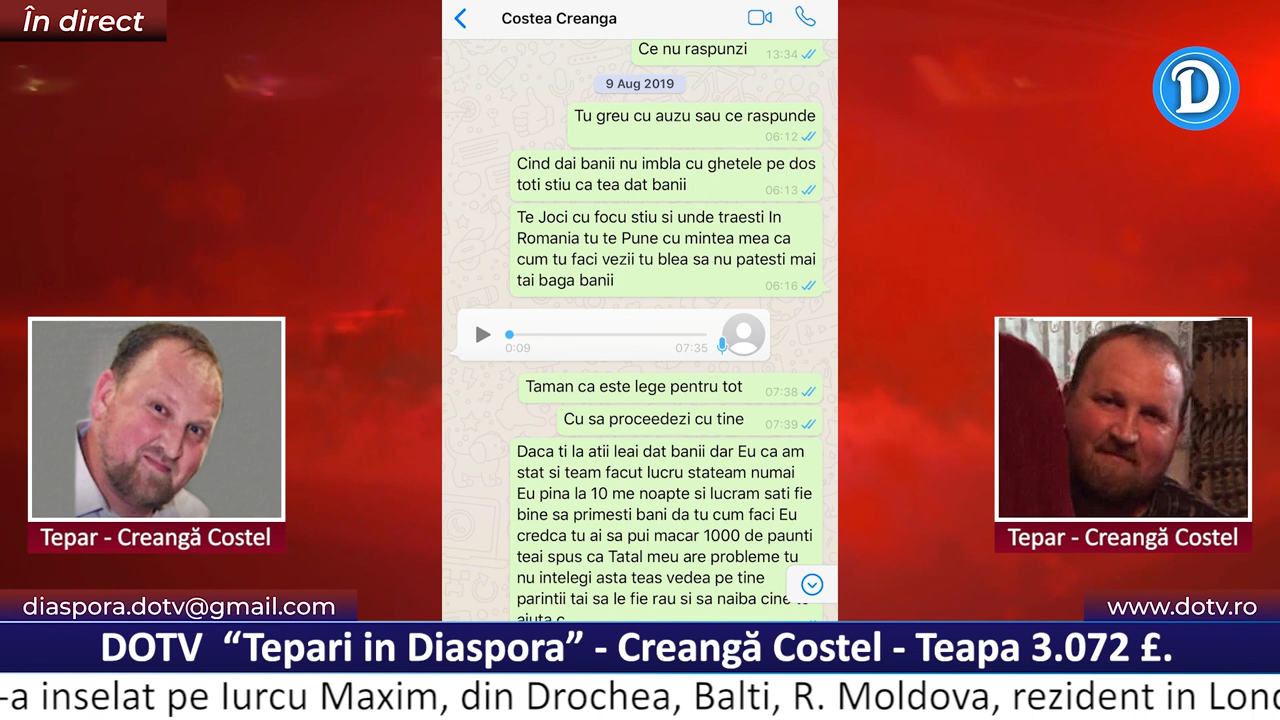 În direct
Costea Creanga
Ce nu raspunzi
13:34
9 Aug 2019
Tu greu cu auzu sau ce raspunde
06:12
Cind dai banii nu imbla cu ghetele pe dos
toti stiu ca tea dat banii
06:13
Te Joci cu focu stiu si unde traesti In
Romania tu te Pune cu mintea mea ca
cum tu faci vezii tu blea sa nu patesti mai
tai baga banii
06:16
0:09
07:35
Taman ca este lege pentru tot
07:38
Cu sa proceedezi cu tine
07:39
Daca ti la atii leai dat banii dar Eu ca am
stat si team facut lucru stateam numai
Eu pina la 10 me noapte si lucram sati fie
bine sa primesti bani da tu cum faci Eu
credca tu ai sa pui macar 1000 de paunti
teai spus ca Tatal meu are probleme tu
nu intelegi asta teas vedea pe tine
parintii tai sa le fie rau si sa naiba cine
D
Tepar - Creangă Costel
Tepar - Creangă Costel
diaspora.dotv@gmail.com
www.dotv.ro
DOTV “Tepari in Diaspora” - Creangă Costel - Teapa 3.072 £.
-a inselat pe Iurcu Maxim, din Drochea, Balti, R. Moldova, rezident in Lon